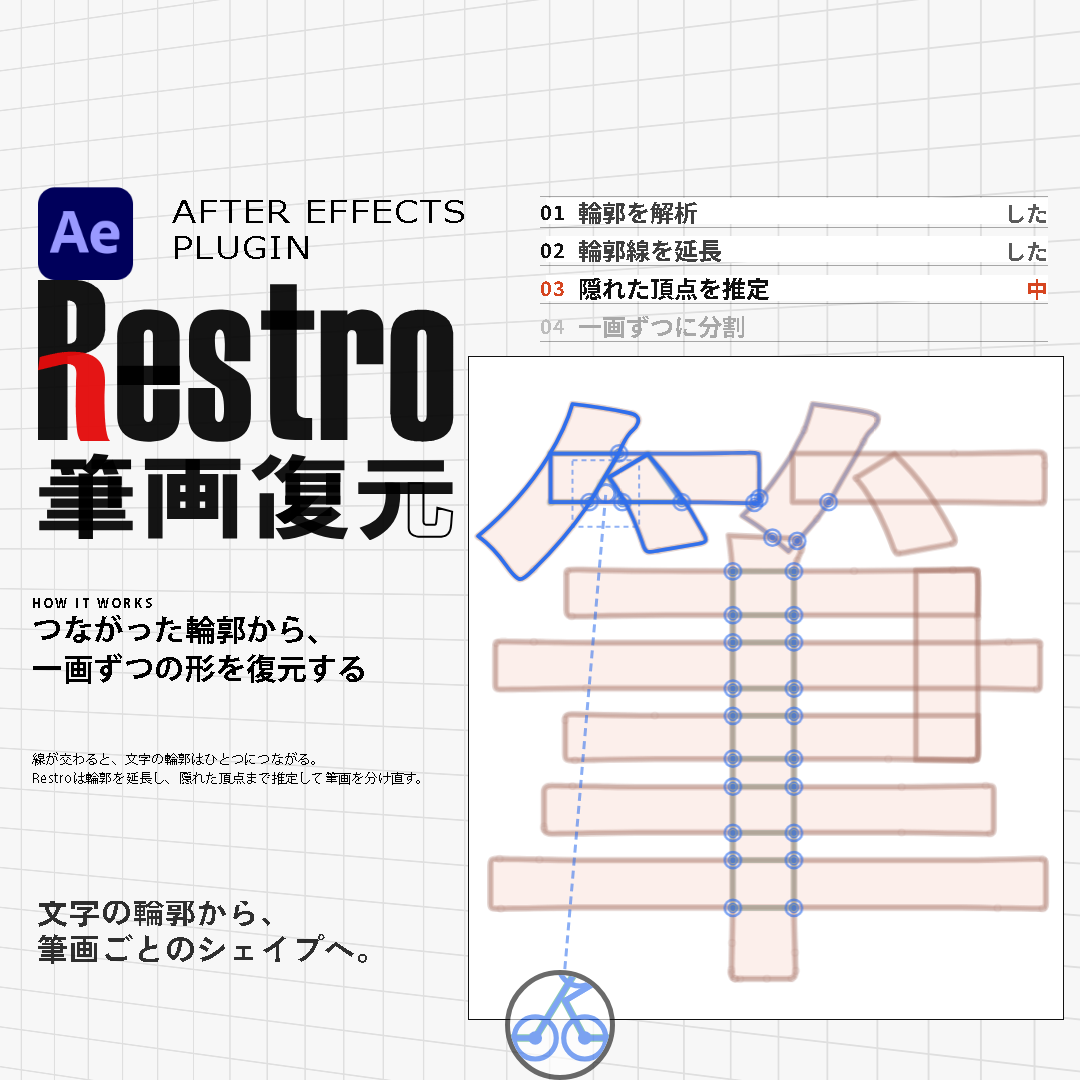 Ae
AFTER EFFECTS
PLUGIN
Restro
筆画復元
01 輪郭を解析 した
02 輪郭線を延長 した
03 隠れた頂点を推定 中
04 一画ずつに分割
HOW IT WORKS
つながった輪郭から、
一画ずつの形を復元する
線が交わると、文字の輪郭はひとつにつながる。
Restroは輪郭を延長し、隠れた頂点まで推定して筆画を分け直す。
文字の輪郭から、
筆画ごとのシェイプへ。
筆